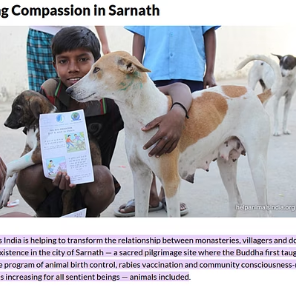 g Compassion in Sarnath
s India is helping to transform the relationship between monasteries, villagers and do
xistence in the city of Sarnath — a sacred pilgrimage site where the Buddha first taug
e program of animal birth control, rabies vaccination and community consciousness-
s increasing for all sentient beings — animals included.